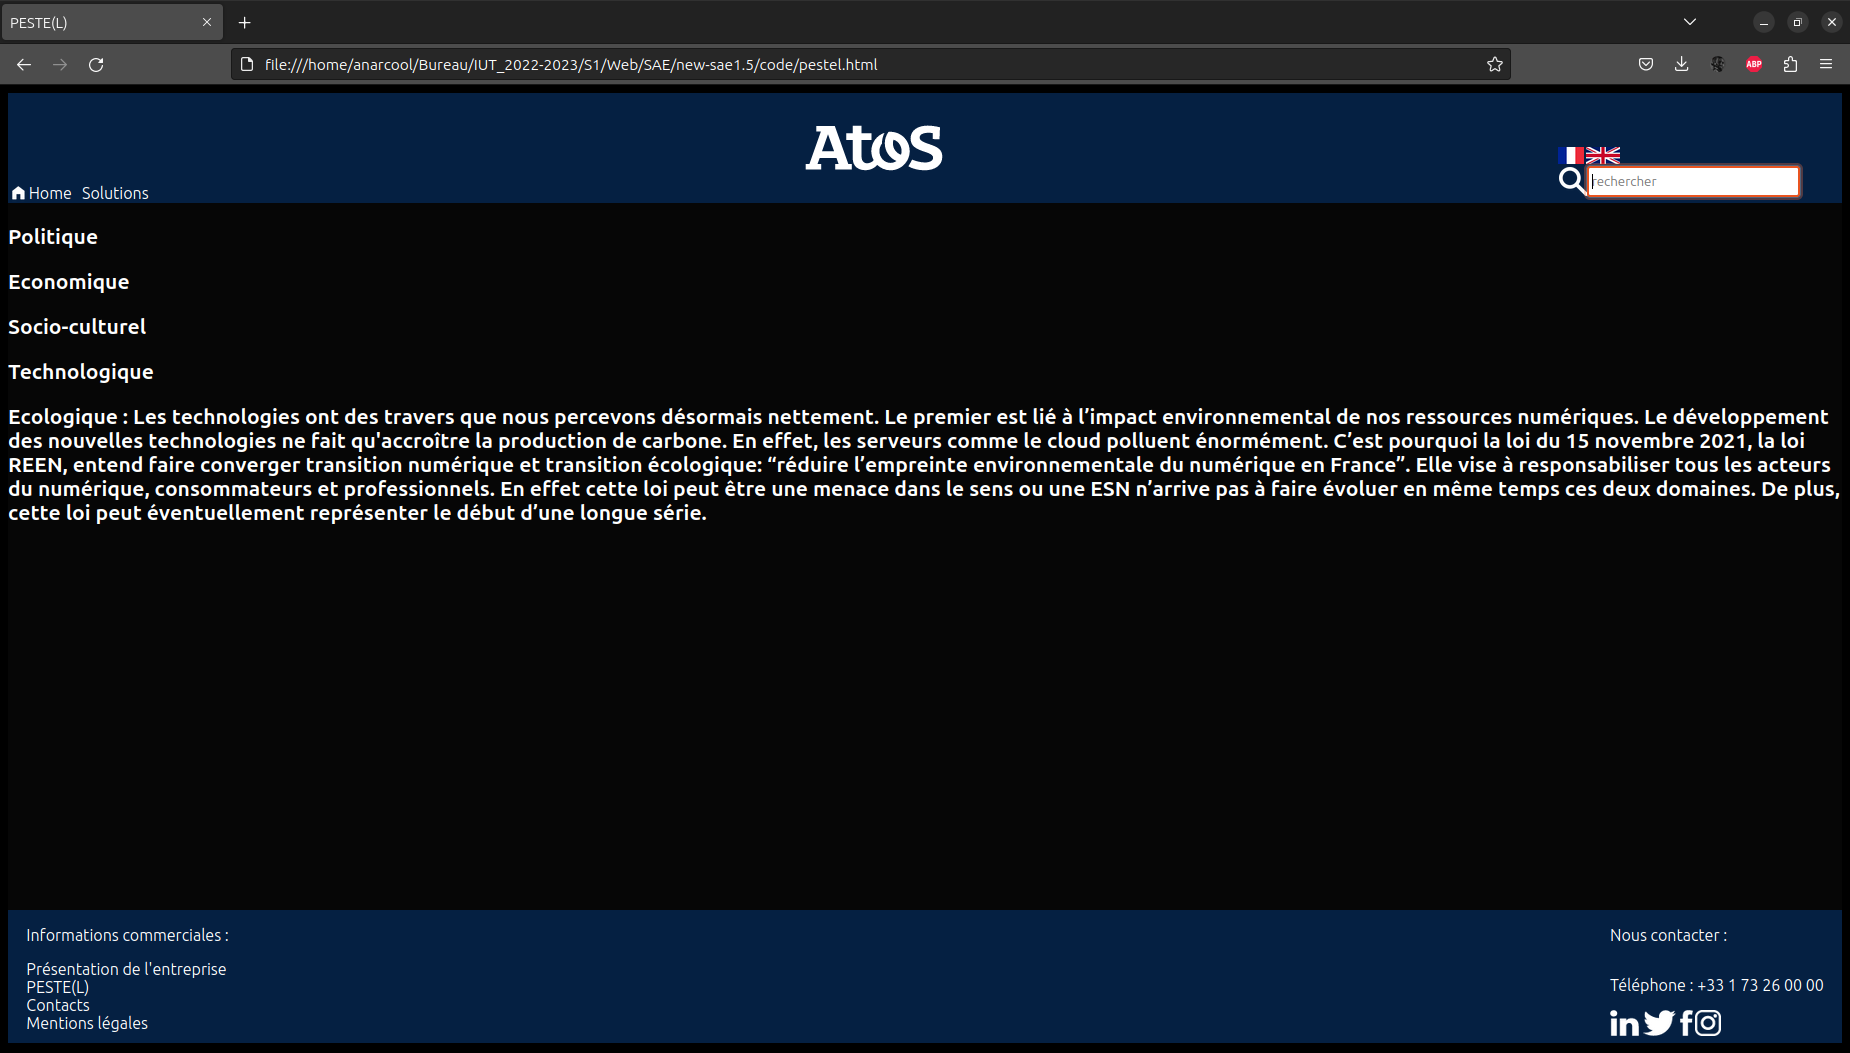 PESTE(L)
file:///home/anarcool/Bureau/IUT_2022-2023/S1/Web/SAE/new-sae1.5/code/pestel.html
ABP
Atos
Home Solutions
rechercher
Politique
Economique
Socio-culturel
Technologique
Ecologique : Les technologies ont des travers que nous percevons désormais nettement. Le premier est lié à l’impact environnemental de nos ressources numériques. Le développement
des nouvelles technologies ne fait qu'accroître la production de carbone. En effet, les serveurs comme le cloud polluent énormément. C’est pourquoi la loi du 15 novembre 2021, la loi
REEN, entend faire converger transition numérique et transition écologique: “réduire l’empreinte environnementale du numérique en France”. Elle vise à responsabiliser tous les acteurs
du numérique, consommateurs et professionnels. En effet cette loi peut être une menace dans le sens ou une ESN n’arrive pas à faire évoluer en même temps ces deux domaines. De plus,
cette loi peut éventuellement représenter le début d’une longue série.
Informations commerciales :
Présentation de l'entreprise
PESTE(L)
Contacts
Mentions légales
Nous contacter :
Téléphone : +33 1 73 26 00 00
in